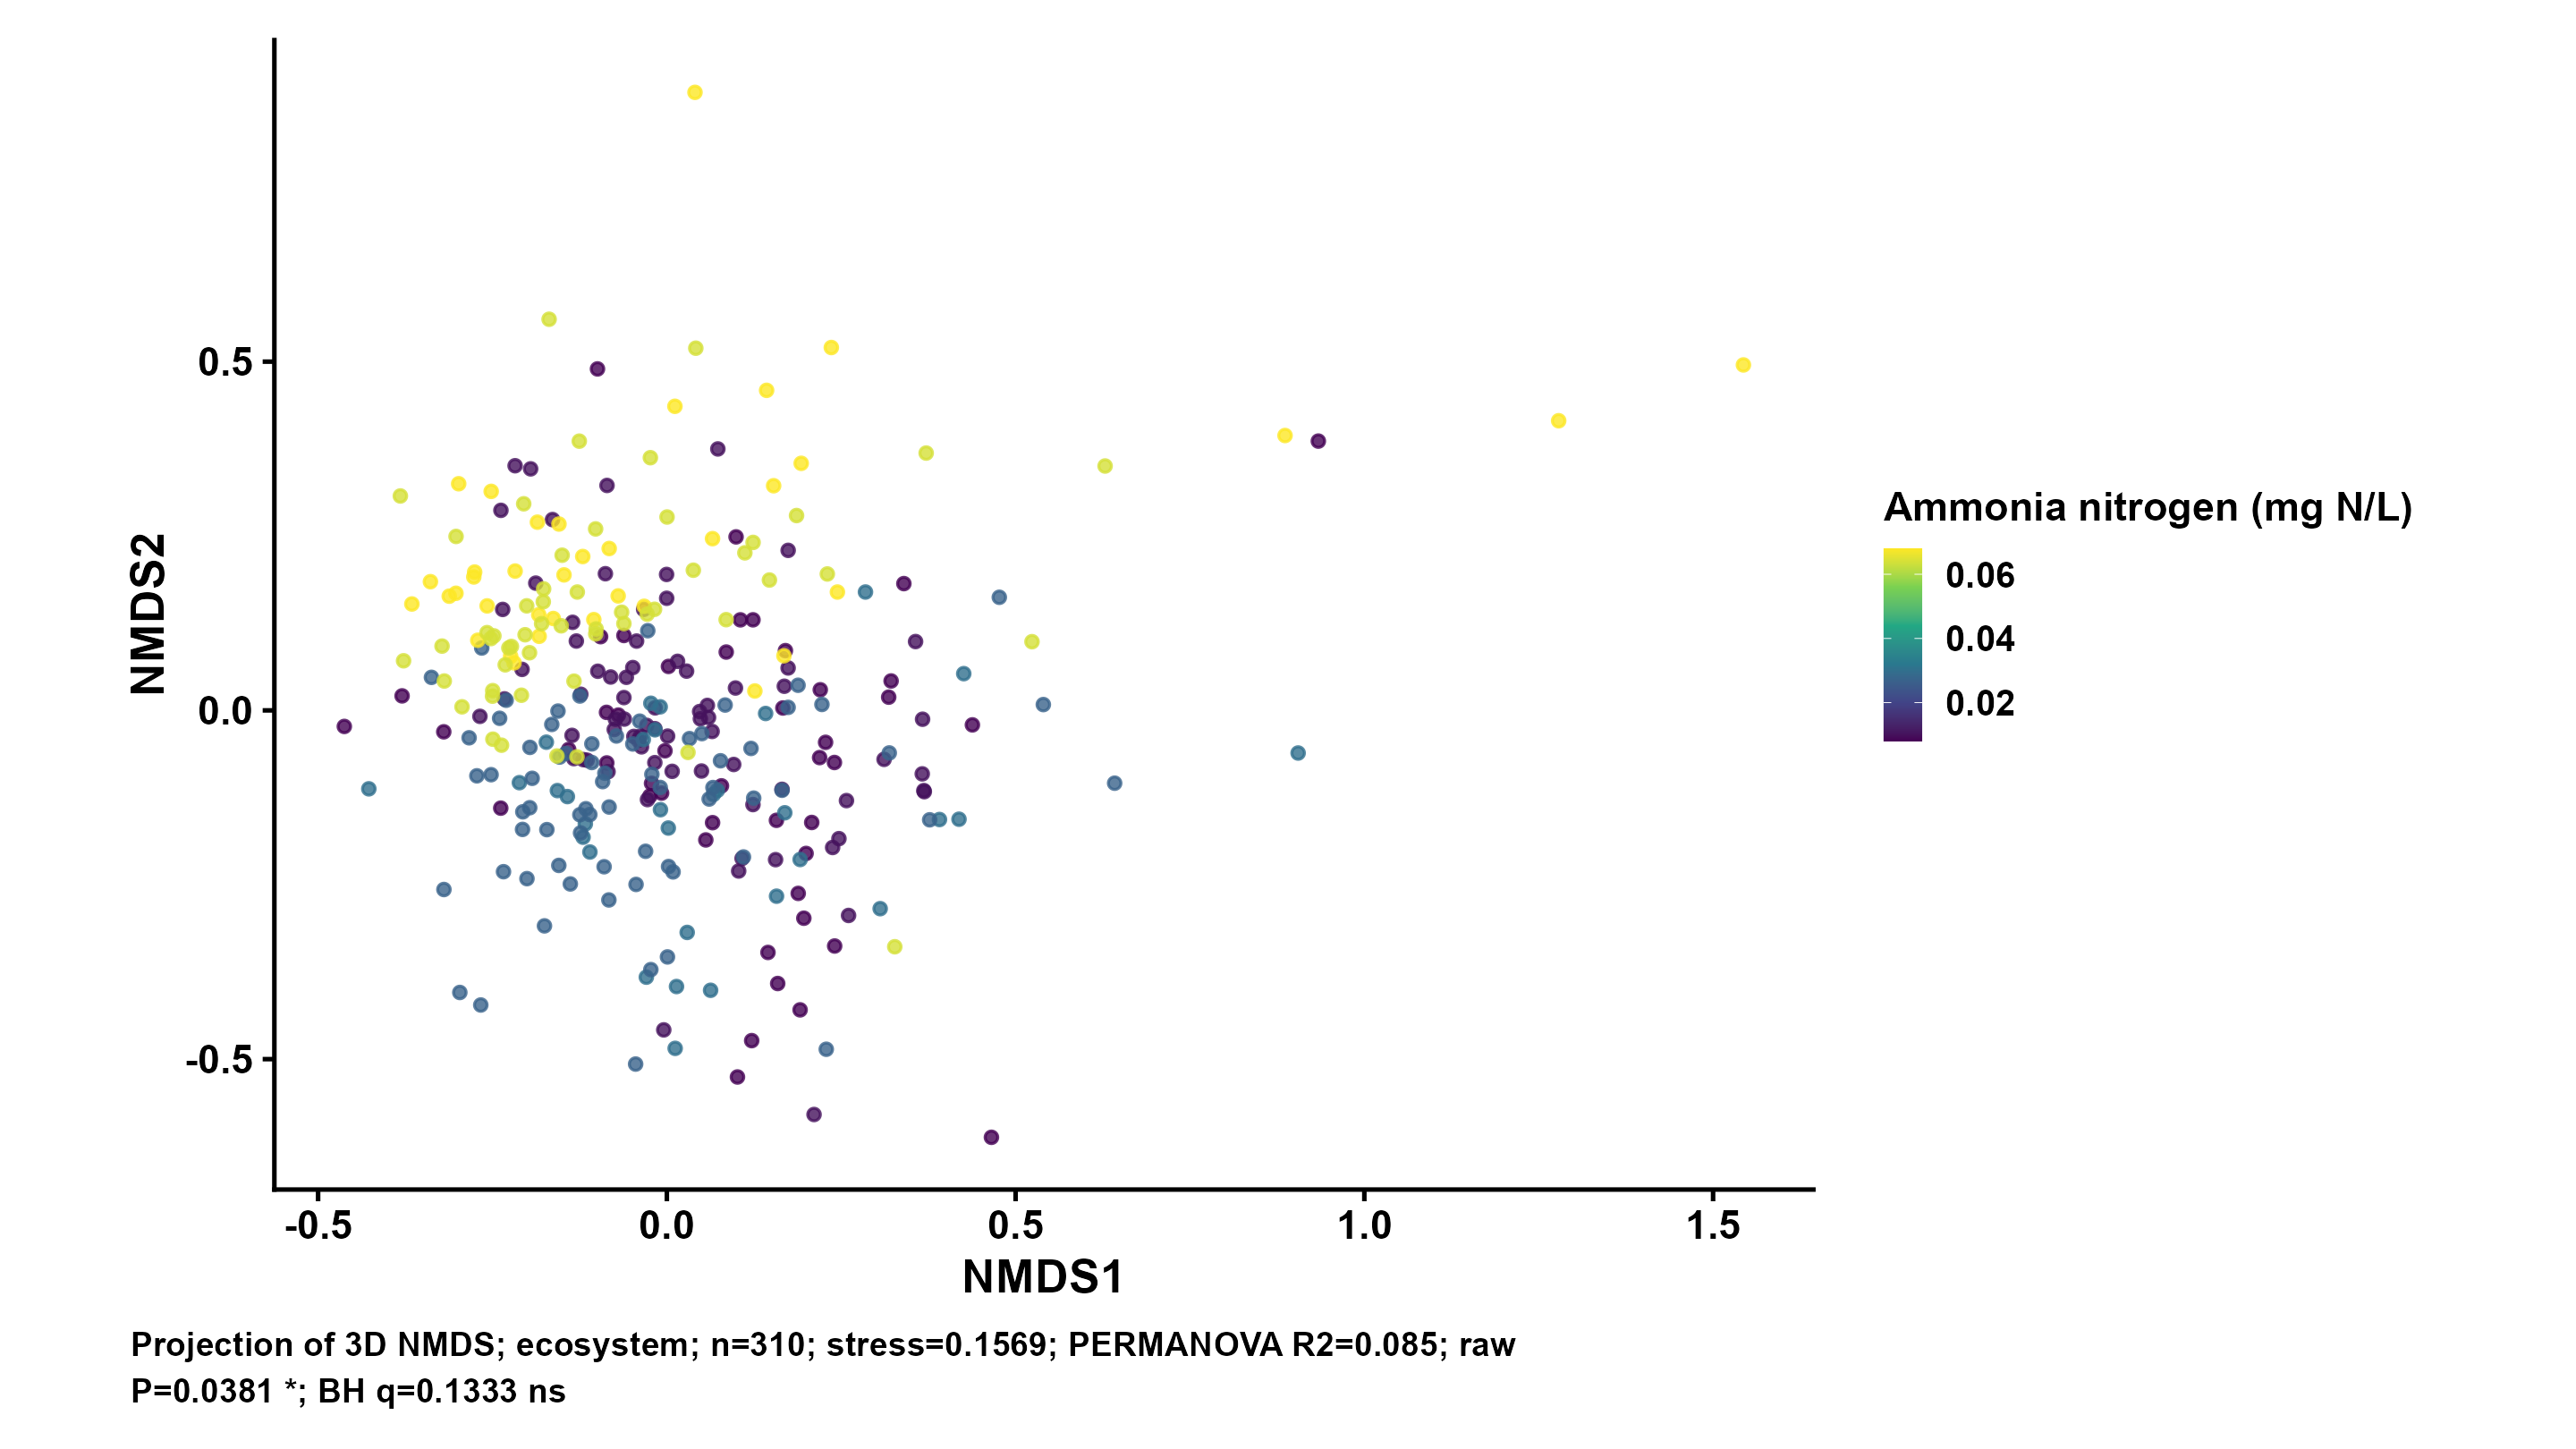 NMDS2
0.5
0.0
-0.5
-0.5
0.0
0.5
1.0
1.5
NMDS1
Ammonia nitrogen (mg N/L)
0.06
0.04
0.02
Projection of 3D NMDS; ecosystem; n=310; stress=0.1569; PERMANOVA R2=0.085; raw
P=0.0381 *; BH q=0.1333 ns